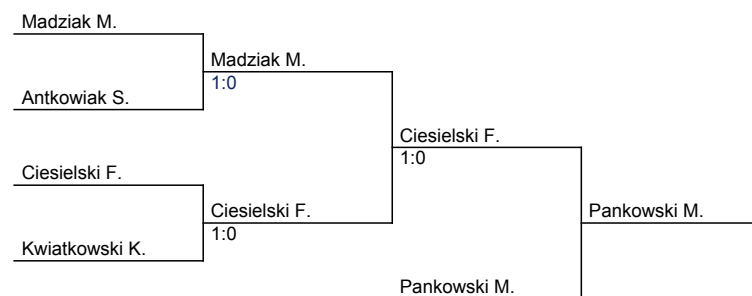 Madziak M.
Madziak M.
1:0
Antkowiak S.
Ciesielski F.
1:0
Ciesielski F.
Ciesielski F.
1:0
Pankowski M.
Kwiatkowski K.
Pankowski M.